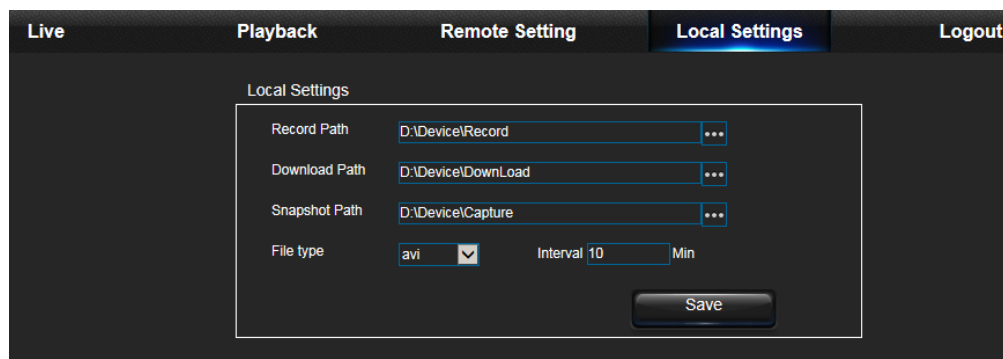 Live Playback Remote Setting Local Settings Logout
Local Settings
Record Path D:\Device\Record ...
Download Path D:\Device\DownLoad ...
Snapshot Path D:\Device\Capture ...
File type avi Interval 10 Min
Save